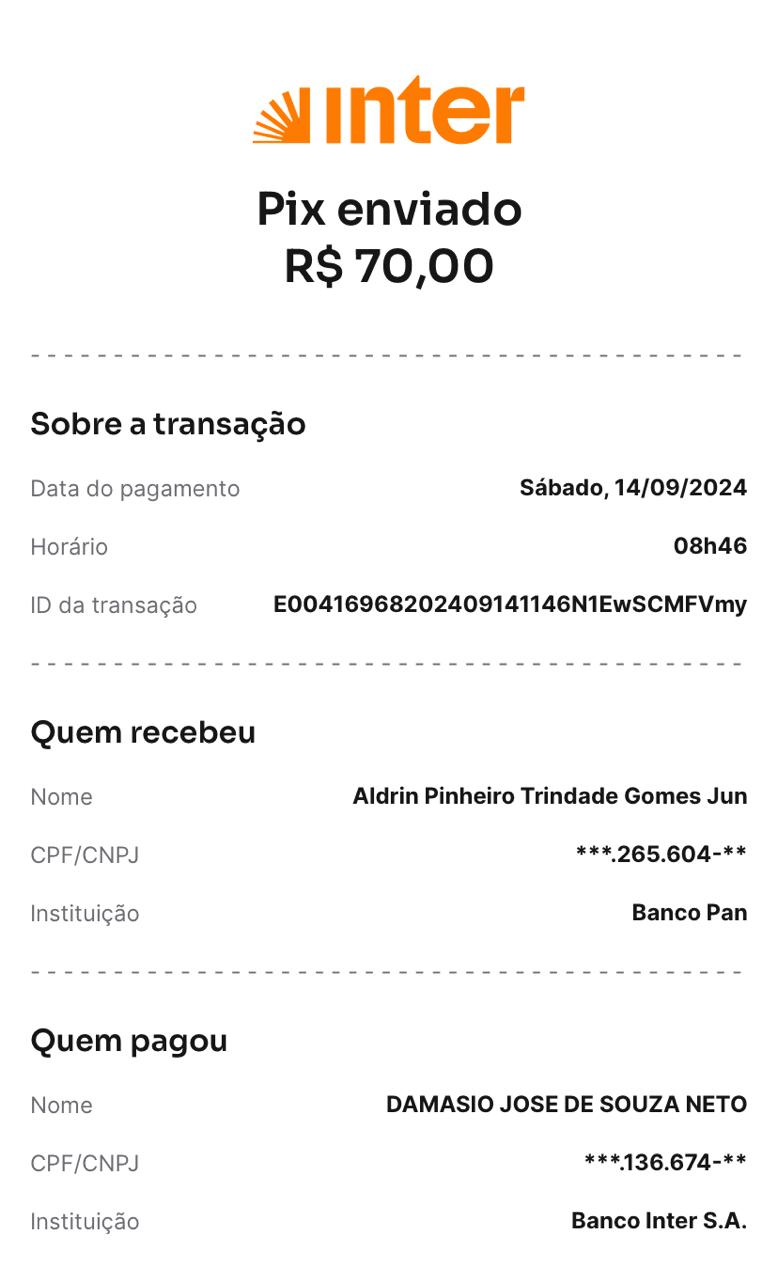 inter
Pix enviado
R$ 70,00
Sobre a transação
Data do pagamento Sábado, 14/09/2024
Horário 08h46
ID da transação E00416968202409141146N1EwSCMFVmy
Quem recebeu
Nome Aldrin Pinheiro Trindade Gomes Jun
CPF/CNPJ ***.265.604-**
Instituição Banco Pan
Quem pagou
Nome DAMASIO JOSE DE SOUZA NETO
CPF/CNPJ ***.136.674-**
Instituição Banco Inter S.A.